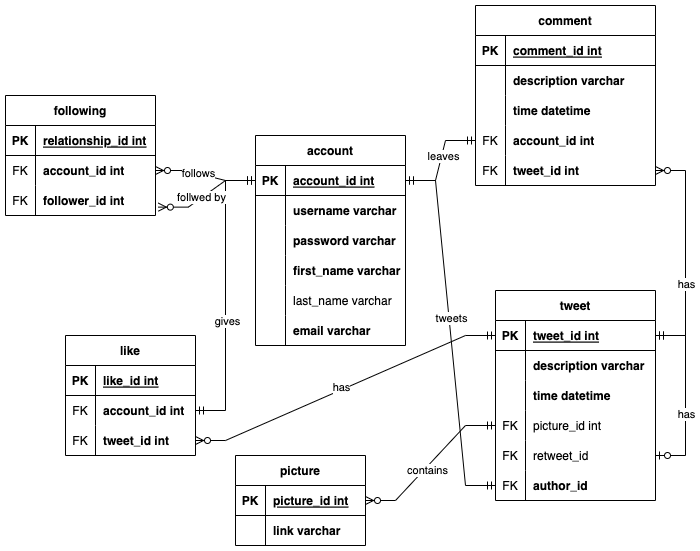 comment
PK comment_id int
description varchar
time datetime
FK account_id int
FK tweet_id int
following
PK relationship_id int
FK account_id int
FK follower_id int
account
PK account_id int
username varchar
password varchar
first_name varchar
last_name varchar
email varchar
follows
follwed by
leaves
has
gives
tweets
tweet
PK tweet_id int
description varchar
time datetime
FK picture_id int
FK retweet_id
FK author_id
has
like
PK like_id int
FK account_id int
FK tweet_id int
has
contains
picture
PK picture_id int
link varchar